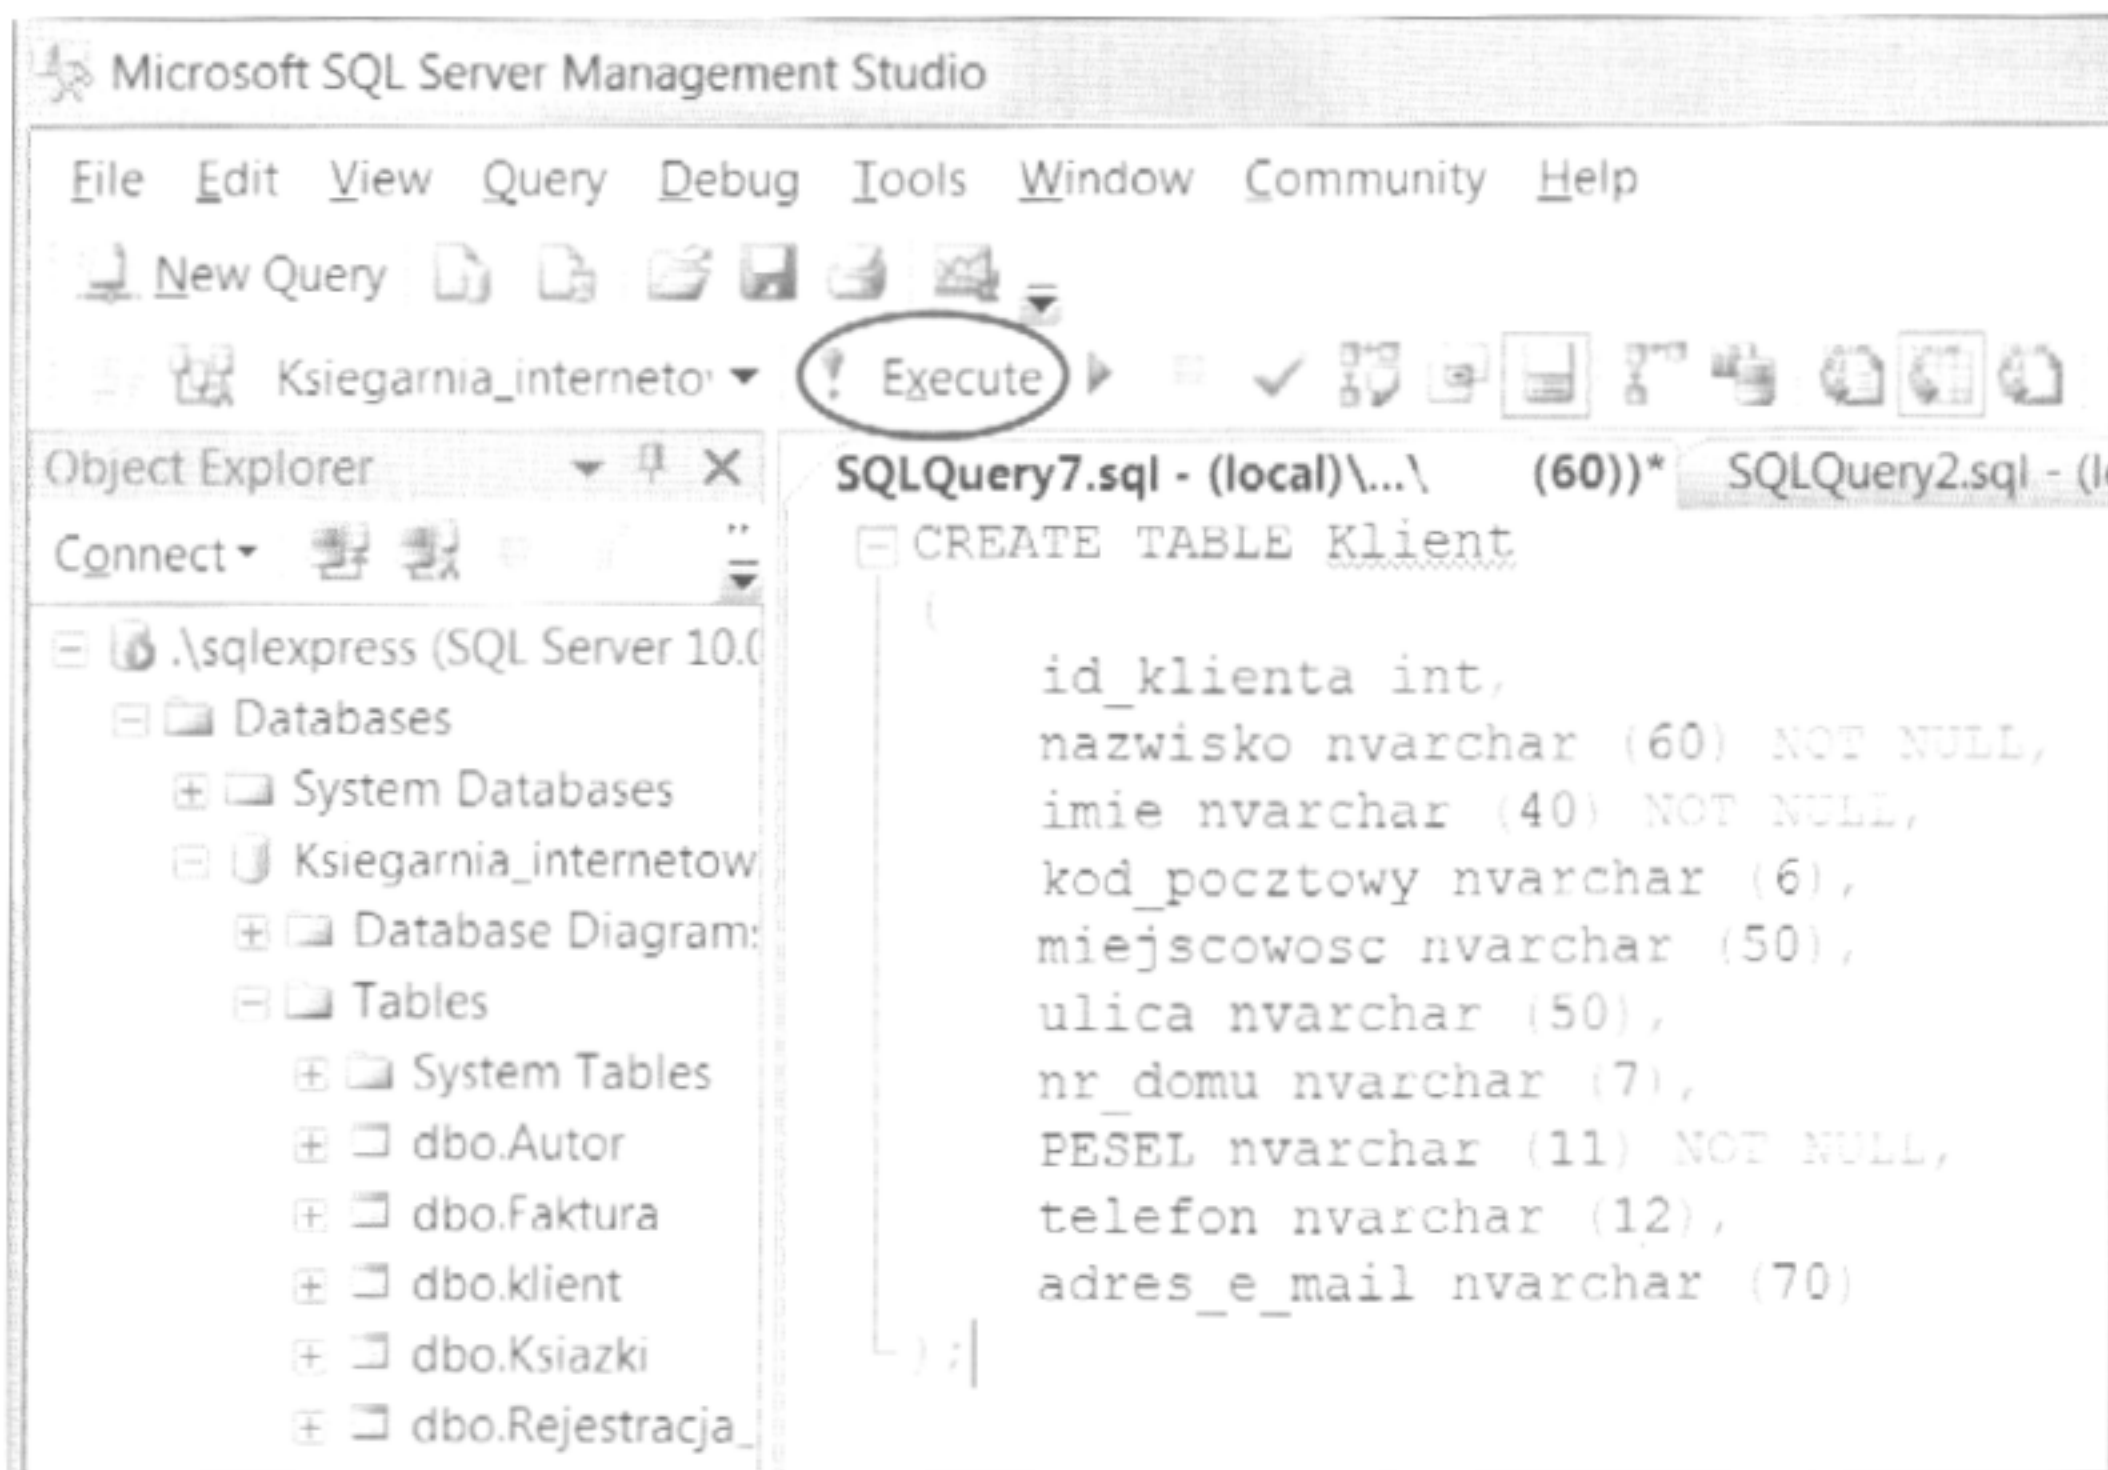 Microsoft SQL Server Management Studio
File Edit View Query Debug Tools Window Community Help
New Query
Ksiegarnia_interneto Execute
Object Explorer
Connect
.\sqlexpress (SQL Server 10.0
Databases
System Databases
Ksiegarnia_internetow
Database Diagrams
Tables
System Tables
dbo.Autor
dbo.Faktura
dbo.klient
dbo.Ksiazki
dbo.Rejestracja_
SQLQuery7.sql - (local)\...\ (60))* SQLQuery2.sql - (l
CREATE TABLE Klient
(
id_klienta int,
nazwisko nvarchar (60) NOT NULL,
imie nvarchar (40) NOT NULL,
kod_pocztowy nvarchar (6),
miejscowosc nvarchar (50),
ulica nvarchar (50),
nr_domu nvarchar (7),
PESEL nvarchar (11) NOT NULL,
telefon nvarchar (12),
adres_e_mail nvarchar (70)
);